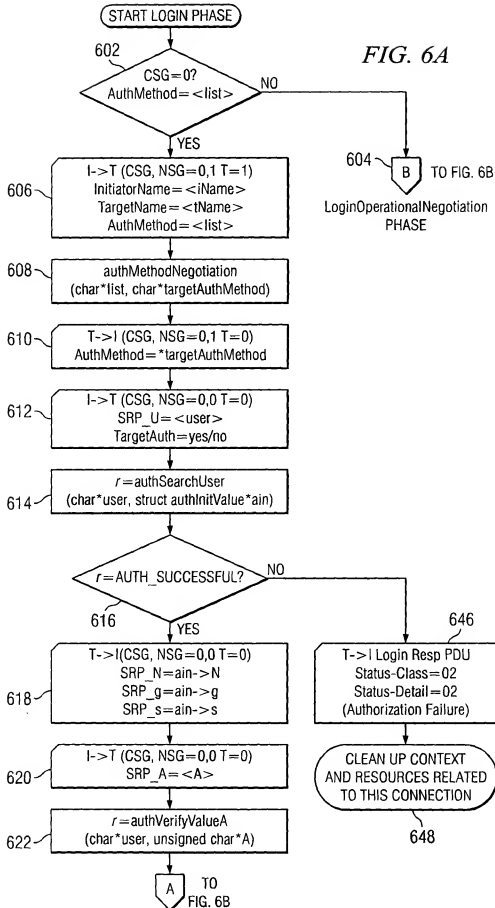 START LOGIN PHASE
FIG. 6A
602
CSG=0?
AuthMethod=<list>
NO
YES
604
B
TO FIG. 6B
LoginOperationalNegotiation
PHASE
606
I->T (CSG, NSG=0,1 T=1)
InitiatorName=<iName>
TargetName=<tName>
AuthMethod=<list>
608
authMethodNegotiation
(char*list, char*targetAuthMethod)
610
T->I (CSG, NSG=0,1 T=0)
AuthMethod=*targetAuthMethod
612
I->T (CSG, NSG=0,0 T=0)
SRP_U=<user>
TargetAuth=yes/no
614
r=authSearchUser
(char*user, struct authInitValue*ain)
r=AUTH_SUCCESSFUL?
NO
616
YES
646
618
T->I(CSG, NSG=0,0 T=0)
SRP_N=ain->N
SRP_g=ain->g
SRP_s=ain->s
T->I Login Resp PDU
Status-Class=02
Status-Detail=02
(Authorization Failure)
620
I->T (CSG, NSG=0,0 T=0)
SRP_A=<A>
CLEAN UP CONTEXT
AND RESOURCES RELATED
TO THIS CONNECTION
648
622
r=authVerifyValueA
(char*user, unsigned char*A)
A
TO
FIG. 6B